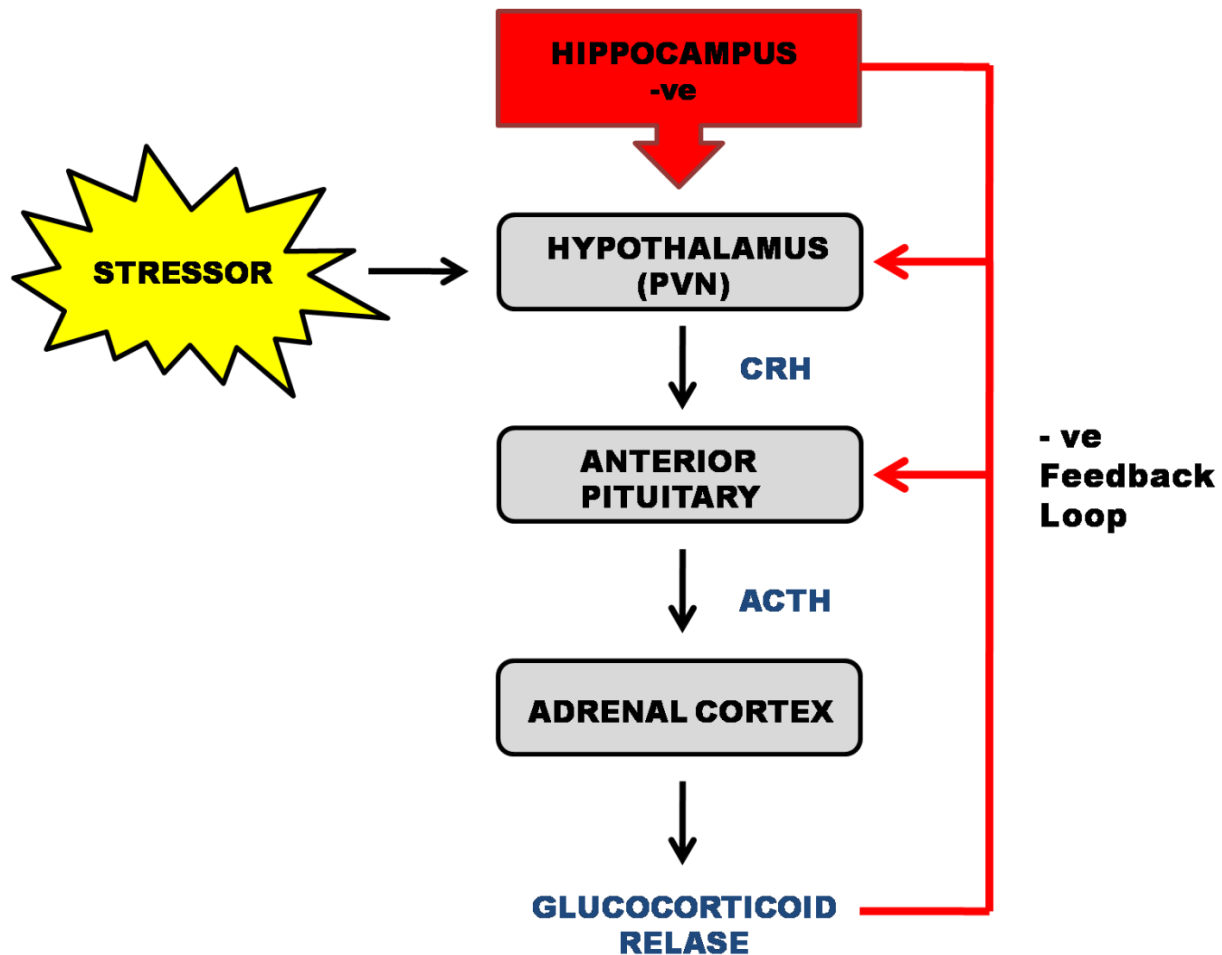 HIPPOCAMPUS
-ve
STRESSOR
HYPOTHALAMUS
(PVN)
CRH
ANTERIOR
PITUITARY
- ve
Feedback
Loop
ACTH
ADRENAL CORTEX
GLUCOCORTICOID
RELASE